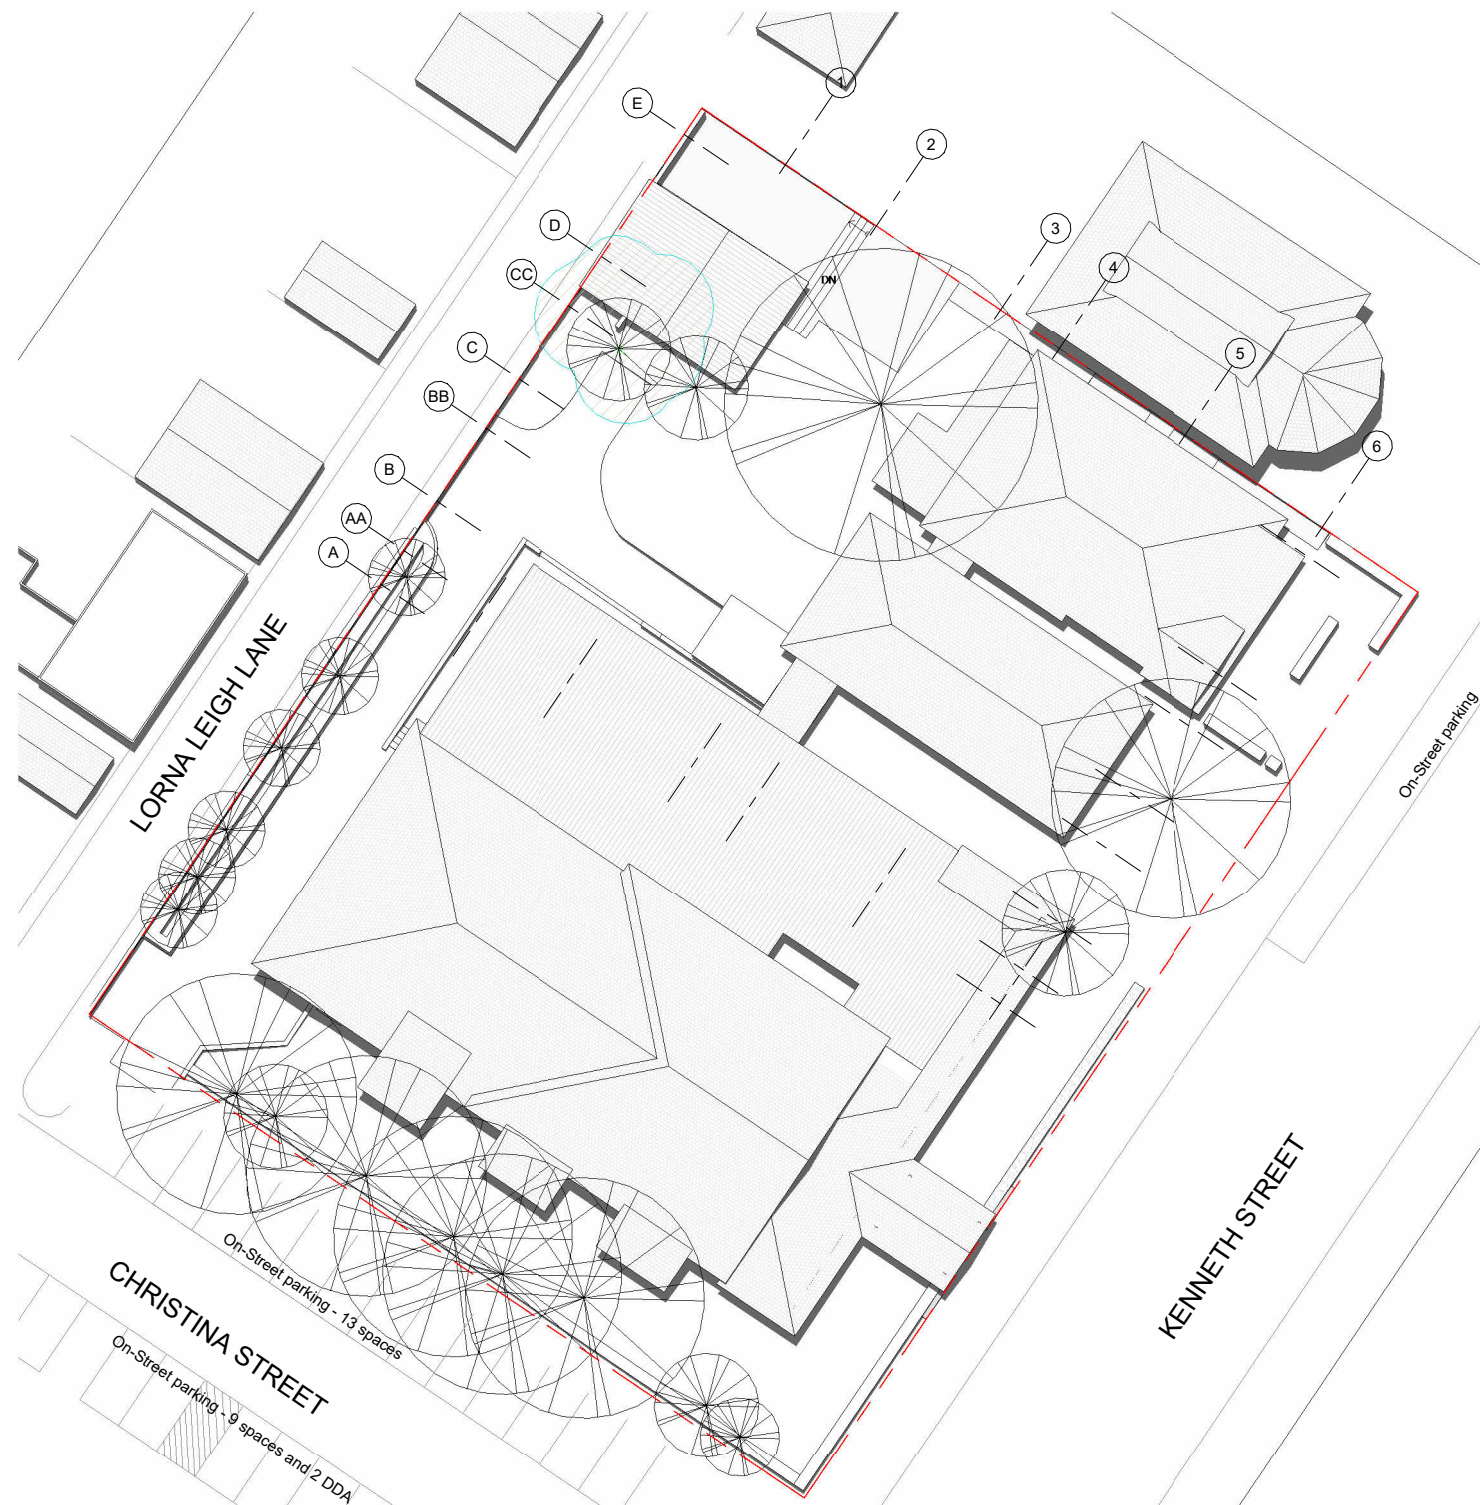 1
E
2
D
3
CC
4
C
5
BB
6
B
AA
A
DN
LORNA LEIGH LANE
On-Street parking
KENNETH STREET
On-Street parking - 13 spaces
CHRISTINA STREET
On-Street parking - 9 spaces and 2 DDA